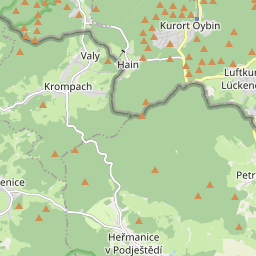 Kurort Oybin
Valy
Hain
Luftku
Lückend
Krompach
Petr
enice
Heřmanice
v Podještědí